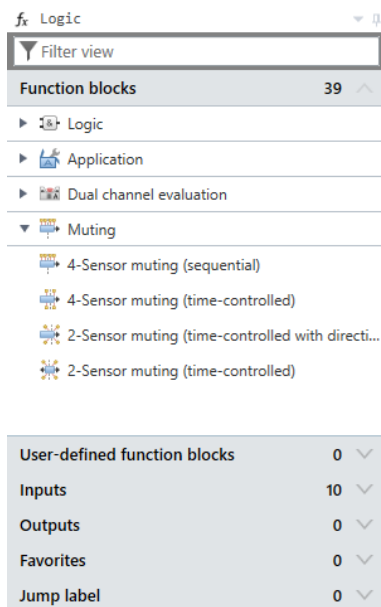 fx Logic
Filter view
Function blocks 39
Logic
Application
Dual channel evaluation
Muting
4-Sensor muting (sequential)
4-Sensor muting (time-controlled)
2-Sensor muting (time-controlled with directi...
2-Sensor muting (time-controlled)
User-defined function blocks 0
Inputs 10
Outputs 0
Favorites 0
Jump label 0